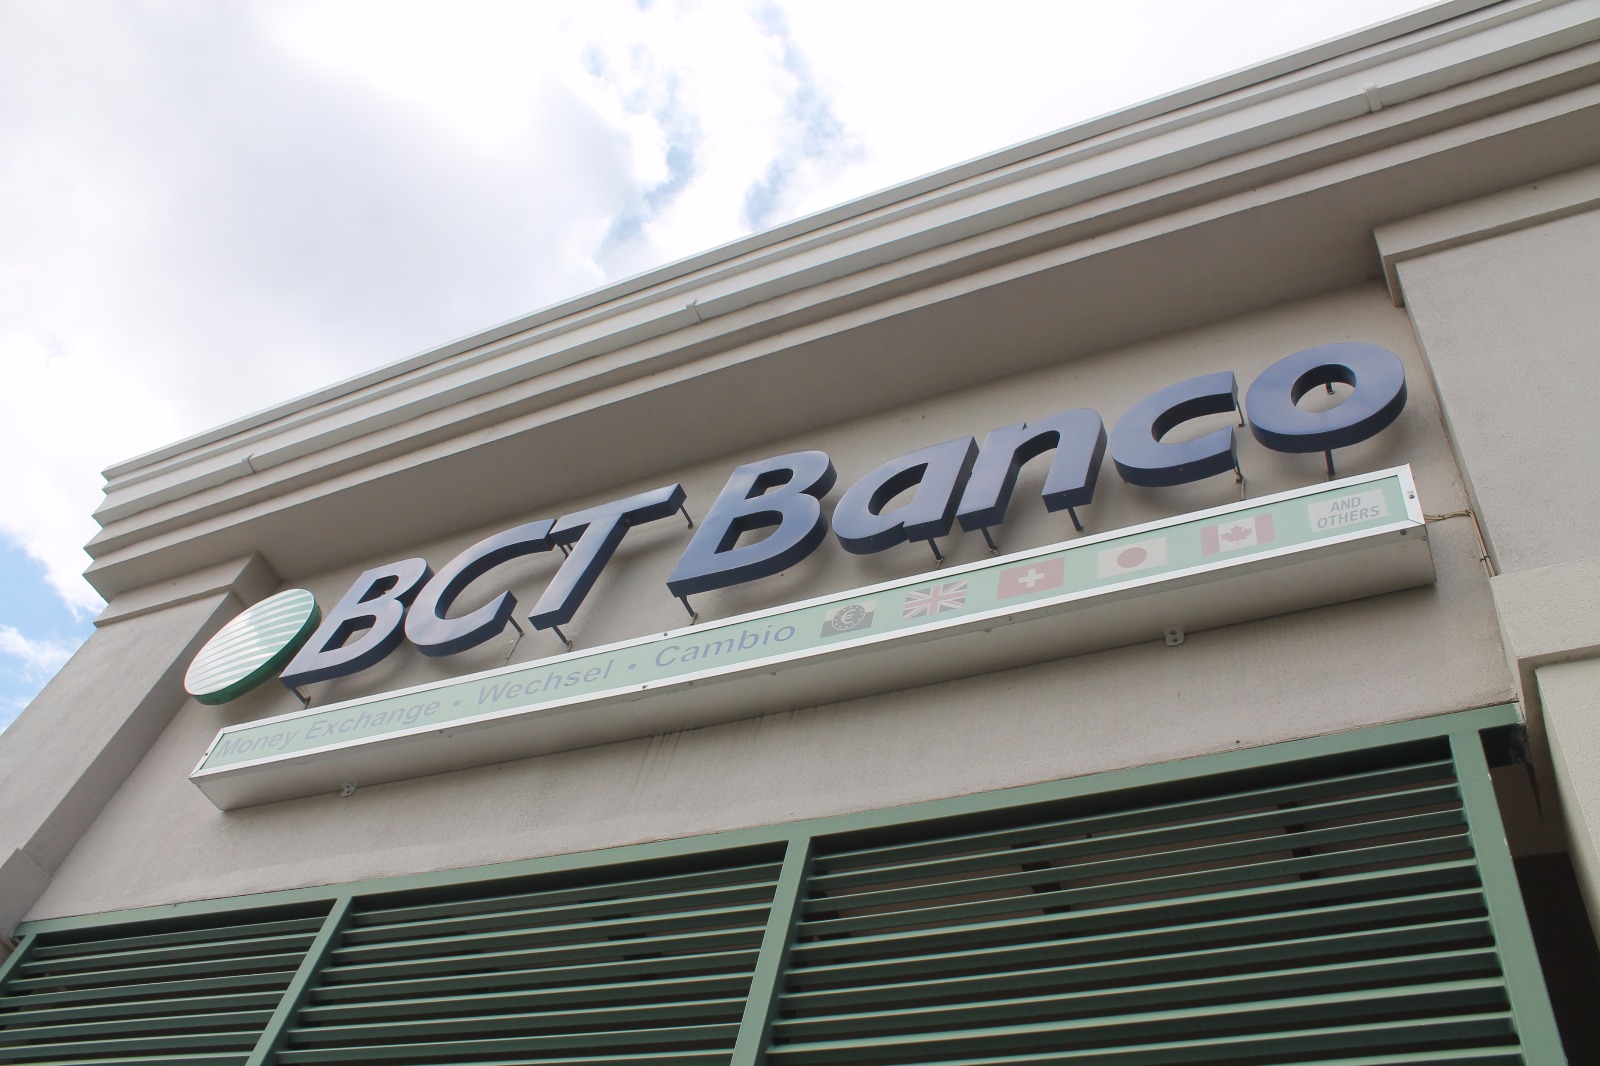 BCT Banco
Money Exchange • Wechsel • Cambio
€
AND
OTHERS